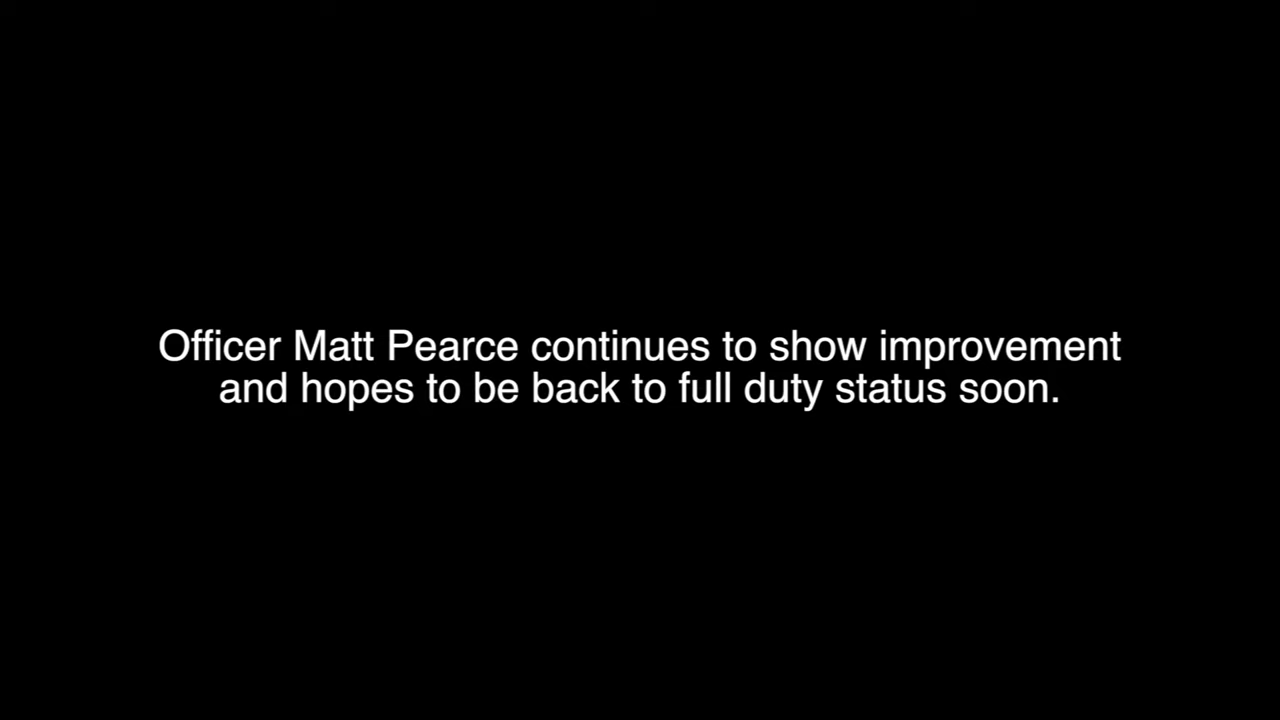 Officer Matt Pearce continues to show improvement
and hopes to be back to full duty status soon.